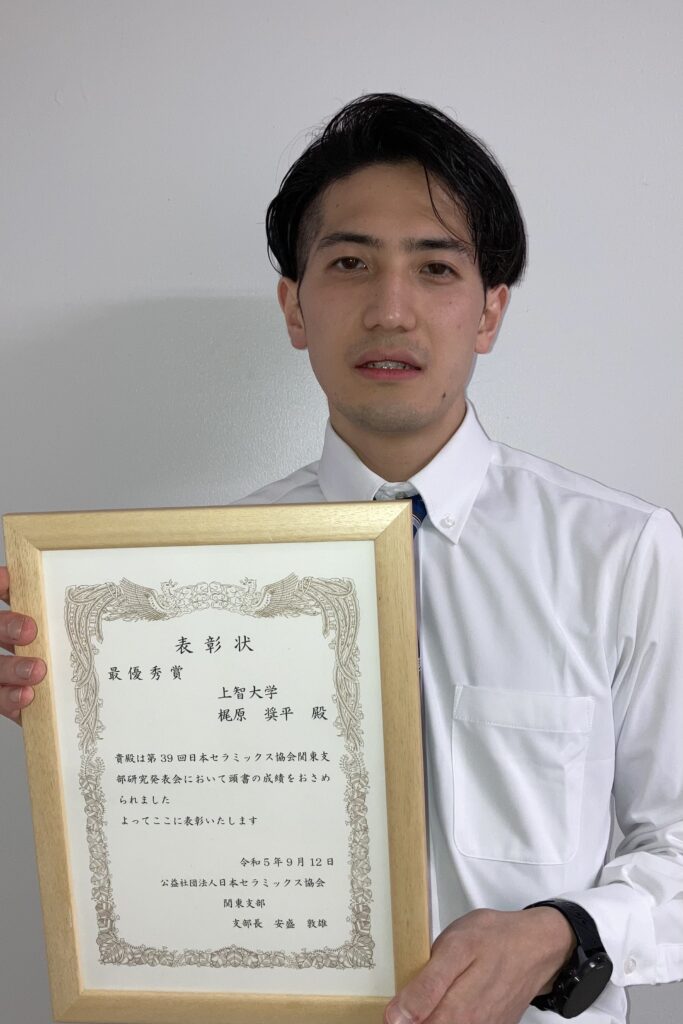 表彰状
最優秀賞
上智大学
梶原 奨平 殿
貴殿は第39回日本セラミックス協会関東支
部研究発表会において頭書の成績をおさめ
られました
よってここに表彰いたします
令和5年9月12日
公益社団法人日本セラミックス協会
関東支部
支部長 安盛 敦雄